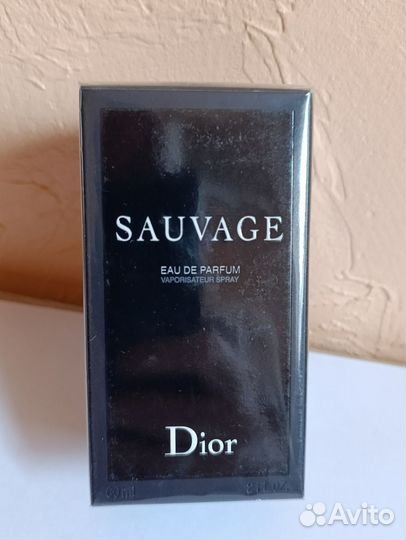 SAUVAGE
EAU DE PARFUM
VAPORISATEUR SPRAY
Dior
Avito